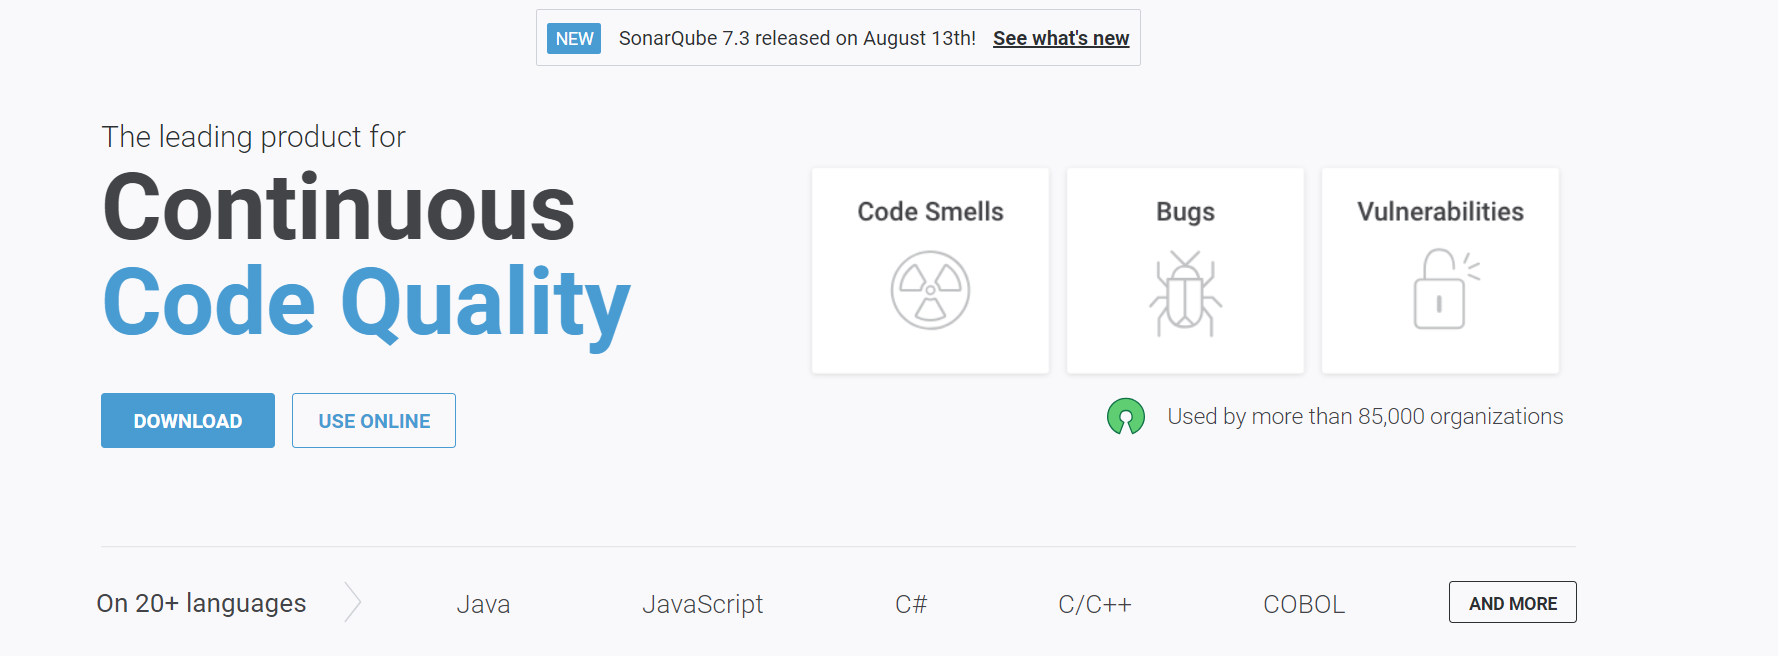 NEW SonarQube 7.3 released on August 13th! See what's new
The leading product for
Continuous
Code Quality
DOWNLOAD USE ONLINE
Code Smells Bugs Vulnerabilities
Used by more than 85,000 organizations
On 20+ languages Java JavaScript C# C/C++ COBOL AND MORE